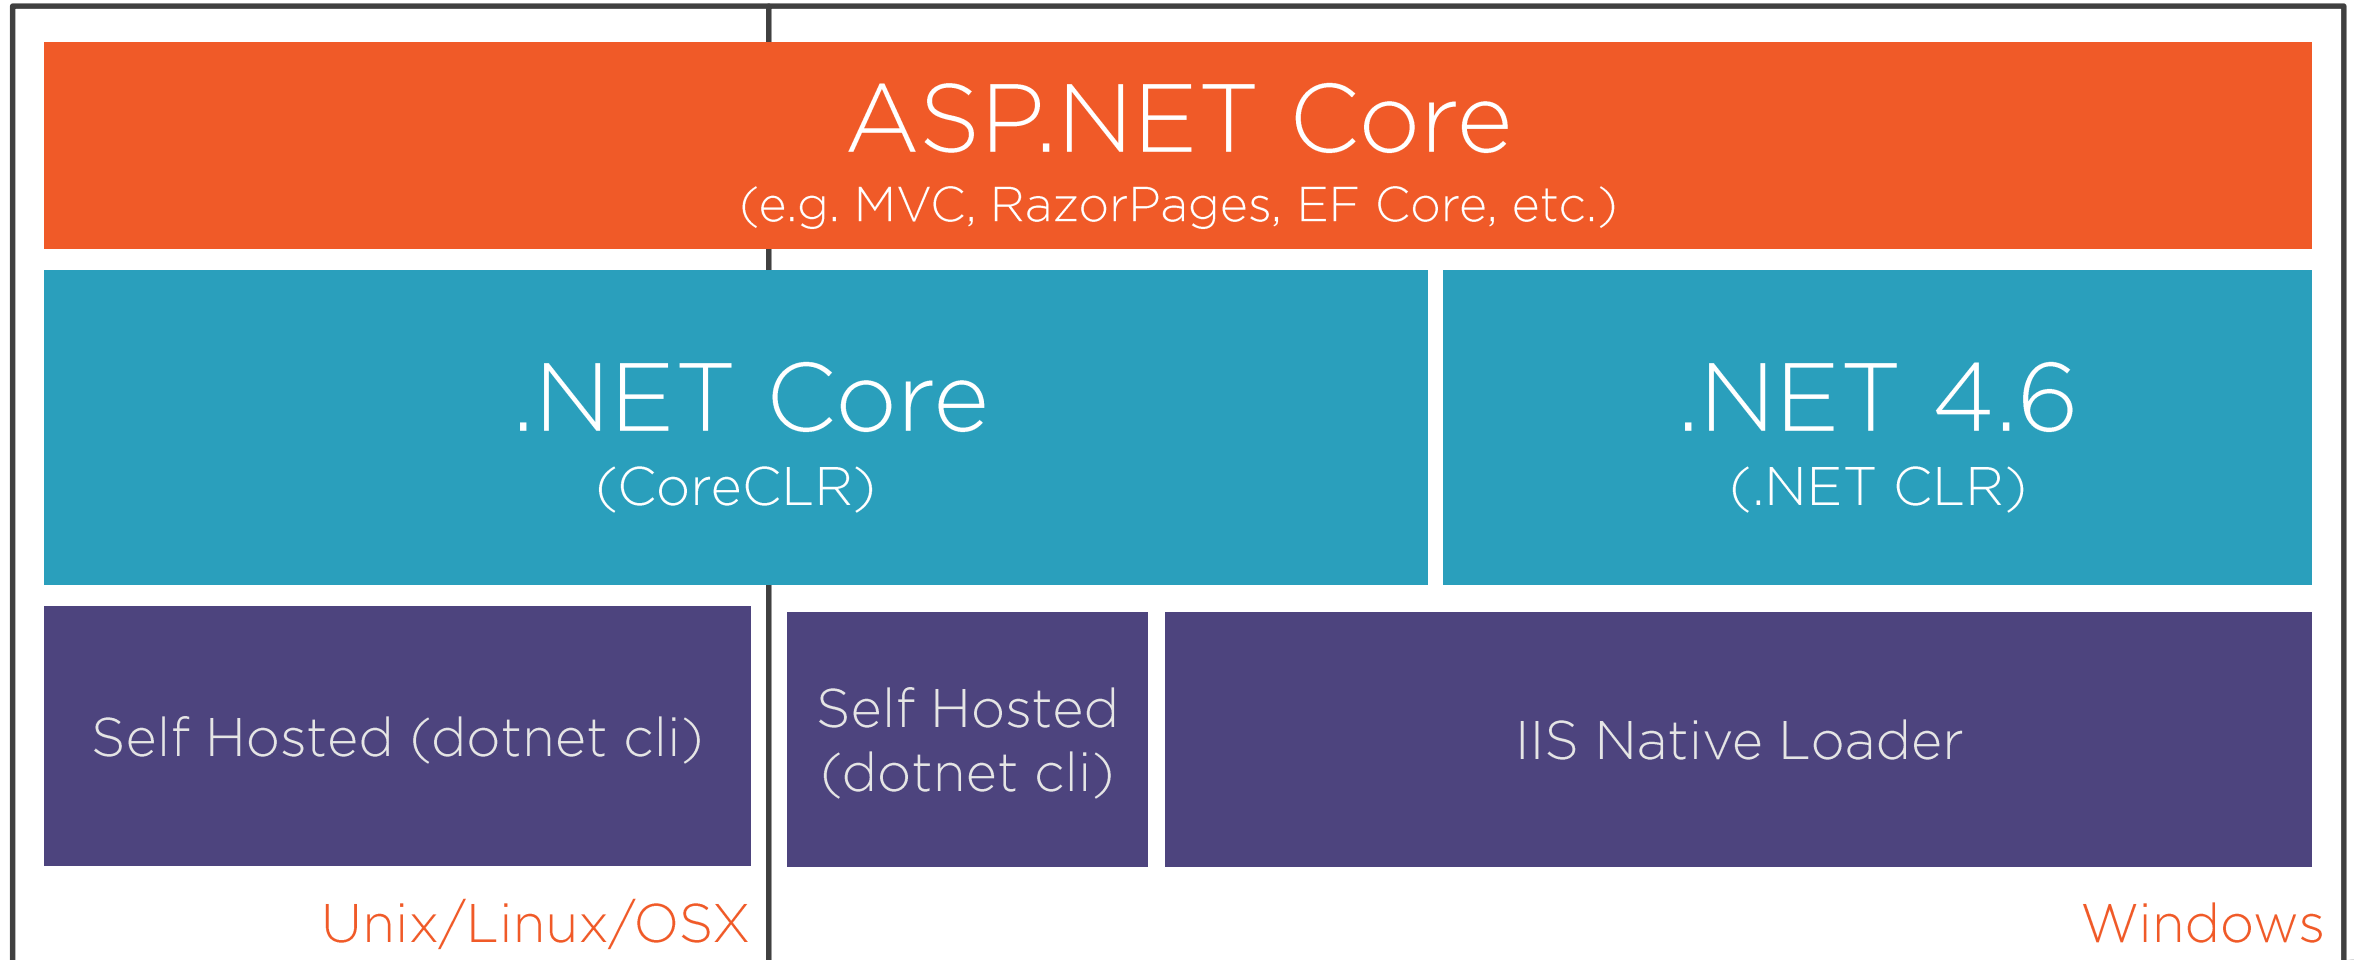 ASP.NET Core
(e.g. MVC, RazorPages, EF Core, etc.)
.NET Core
(CoreCLR)
.NET 4.6
(.NET CLR)
Self Hosted (dotnet cli)
Self Hosted
(dotnet cli)
IIS Native Loader
Unix/Linux/OSX
Windows